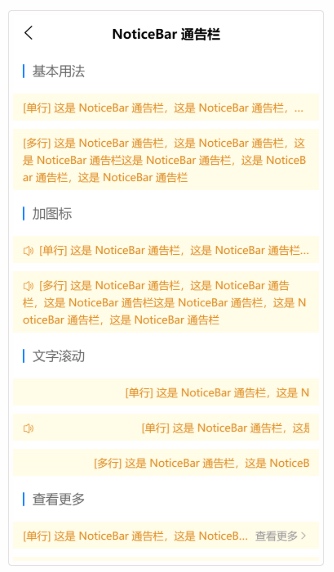 NoticeBar 通告栏
基本用法
[单行] 这是 NoticeBar 通告栏，这是 NoticeBar 通告栏，...
[多行] 这是 NoticeBar 通告栏，这是 NoticeBar 通告栏，这
是 NoticeBar 通告栏这是 NoticeBar 通告栏，这是 NoticeB
ar 通告栏，这是 NoticeBar 通告栏
加图标
[单行] 这是 NoticeBar 通告栏，这是 NoticeBar 通告栏...
[多行] 这是 NoticeBar 通告栏，这是 NoticeBar 通告
栏，这是 NoticeBar 通告栏这是 NoticeBar 通告栏，这是 N
oticeBar 通告栏，这是 NoticeBar 通告栏
文字滚动
[单行] 这是 NoticeBar 通告栏，这是 N
[单行] 这是 NoticeBar 通告栏，这是
[多行] 这是 NoticeBar 通告栏，这是 NoticeB
查看更多
[单行] 这是 NoticeBar 通告栏，这是 NoticeB... 查看更多